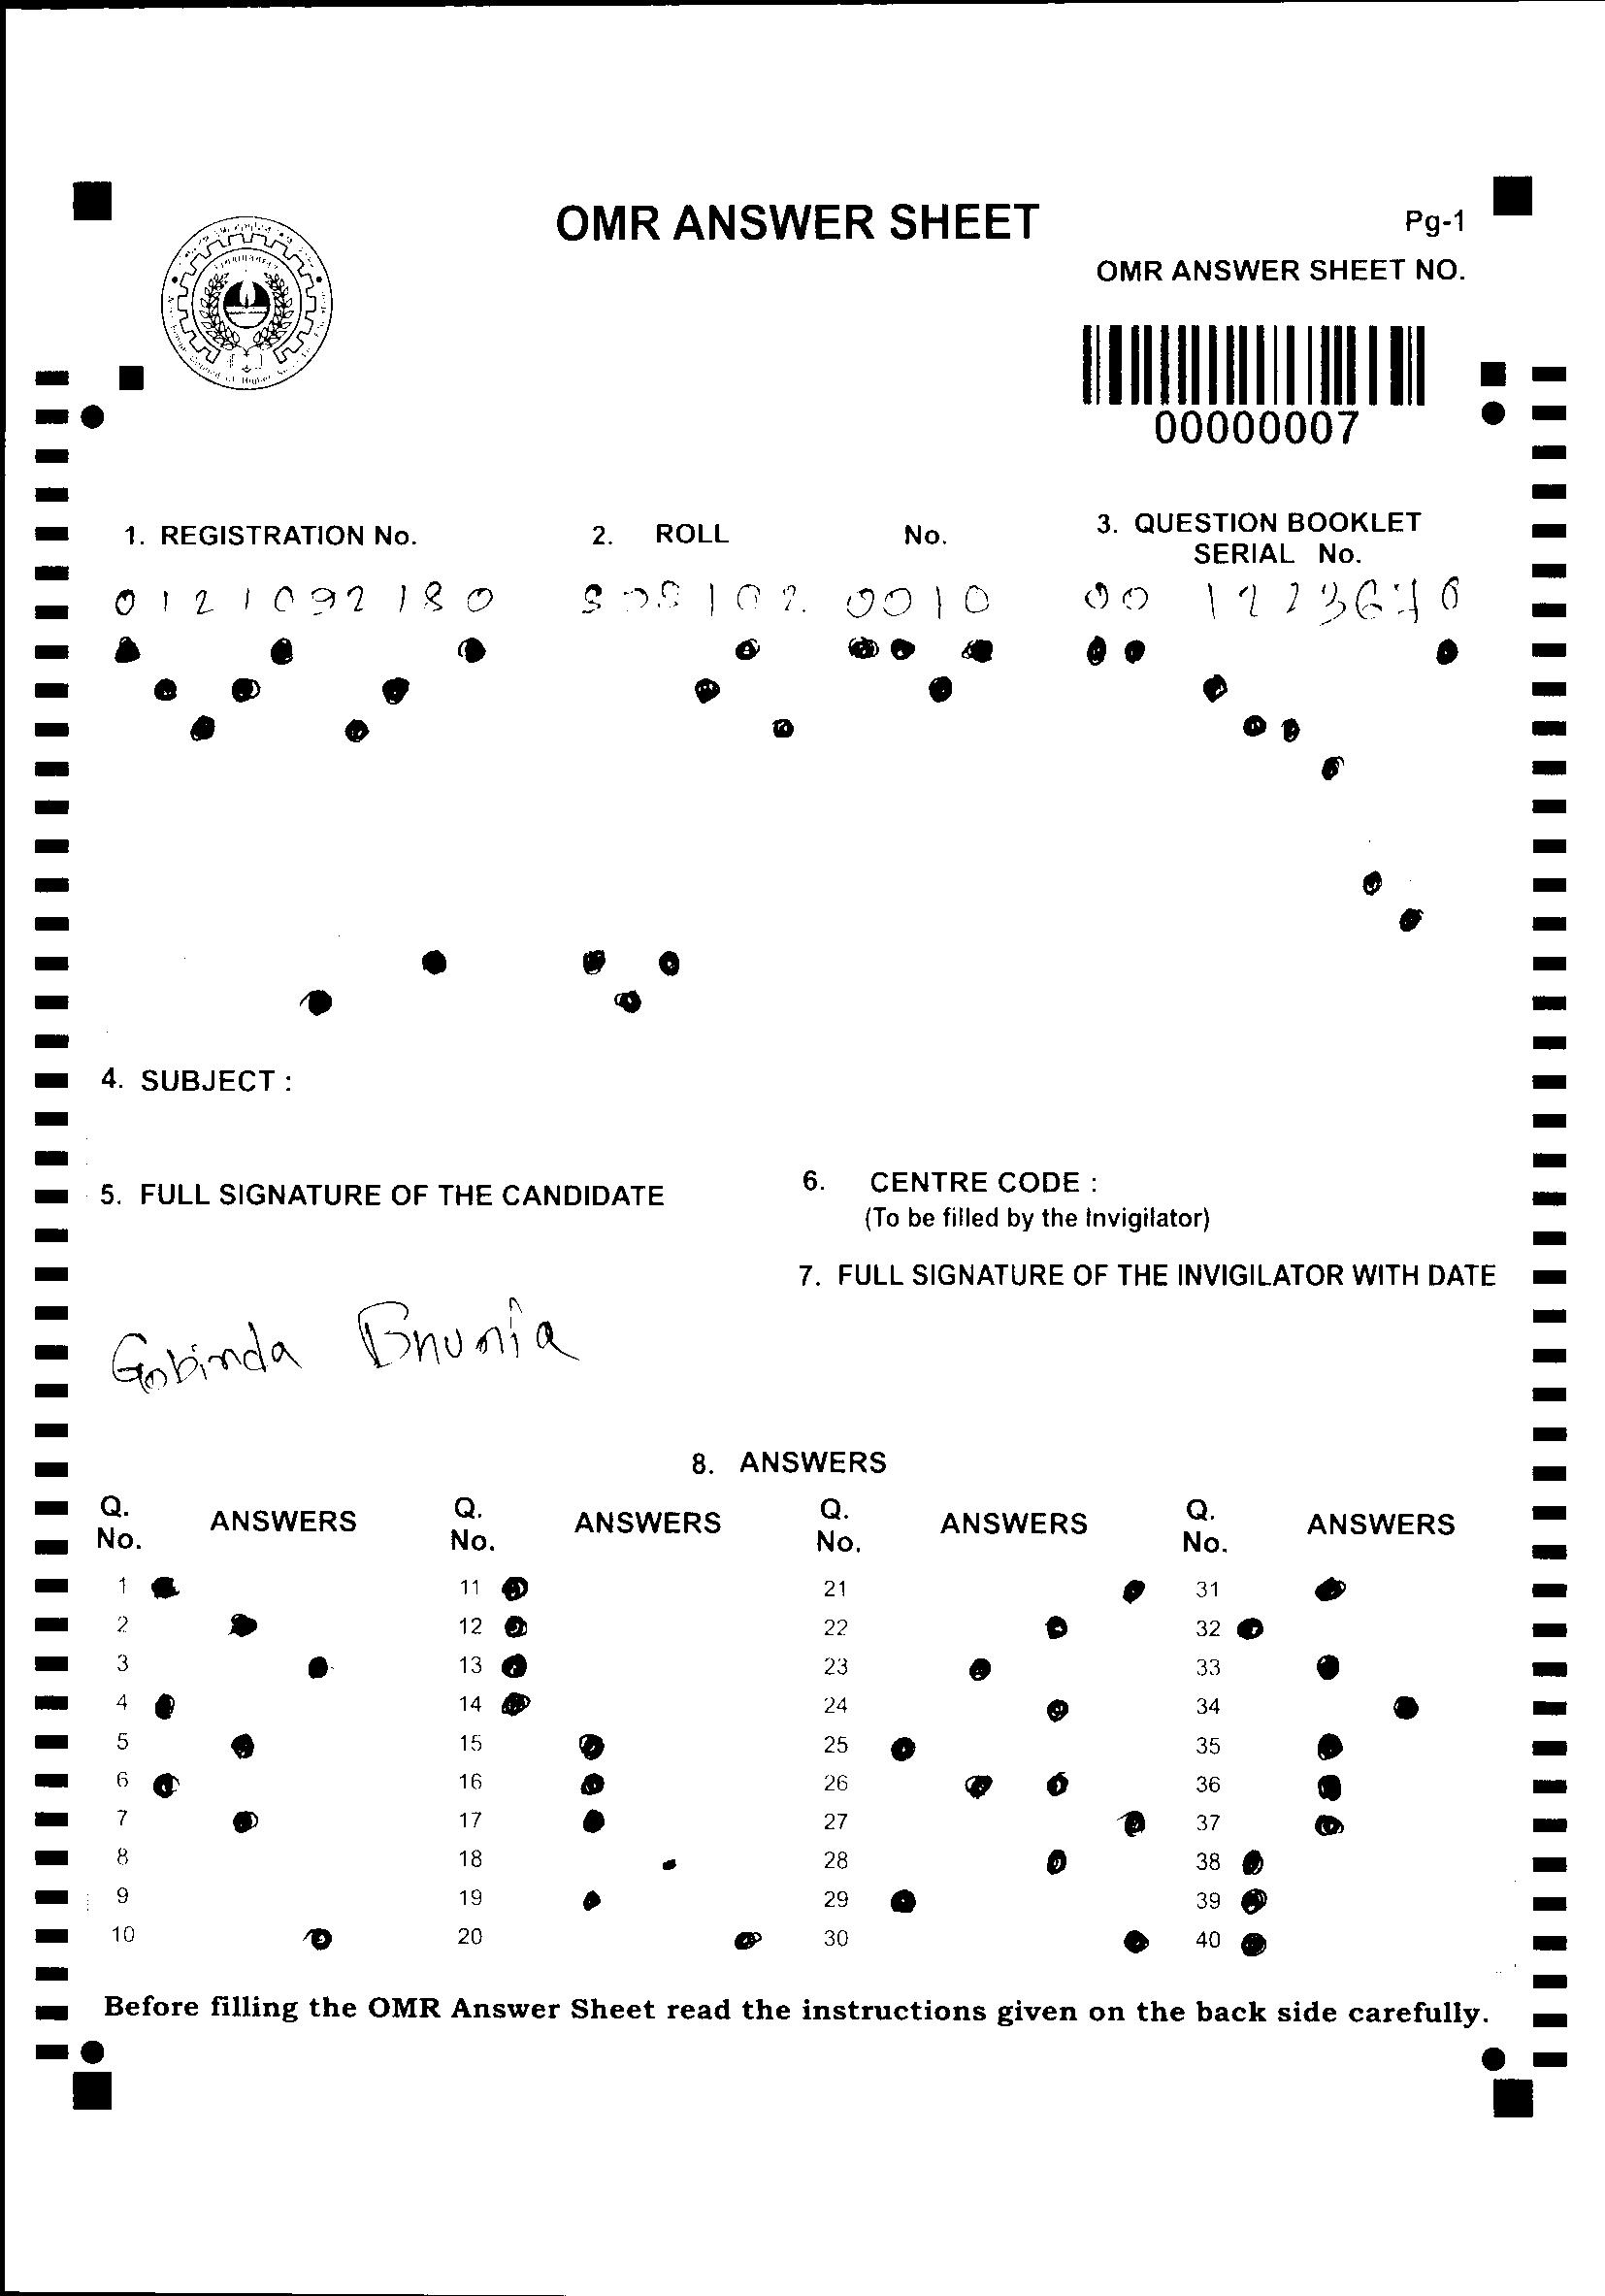 OMR ANSWER SHEET
Pg-1
OMR ANSWER SHEET NO.
00000007
1. REGISTRATION No.
2. ROLL No.
3. QUESTION BOOKLET
SERIAL No.
0121092180
898102 0010
00 1223670
4. SUBJECT :
5. FULL SIGNATURE OF THE CANDIDATE
6. CENTRE CODE :
(To be filled by the Invigilator)
7. FULL SIGNATURE OF THE INVIGILATOR WITH DATE
Gobinda Bhunia
8. ANSWERS
Q. No. ANSWERS Q. No. ANSWERS Q. No. ANSWERS Q. No. ANSWERS
1 11 21 31
2 12 22 32
3 13 23 33
4 14 24 34
5 15 25 35
6 16 26 36
7 17 27 37
8 18 28 38
9 19 29 39
10 20 30 40
Before filling the OMR Answer Sheet read the instructions given on the back side carefully.